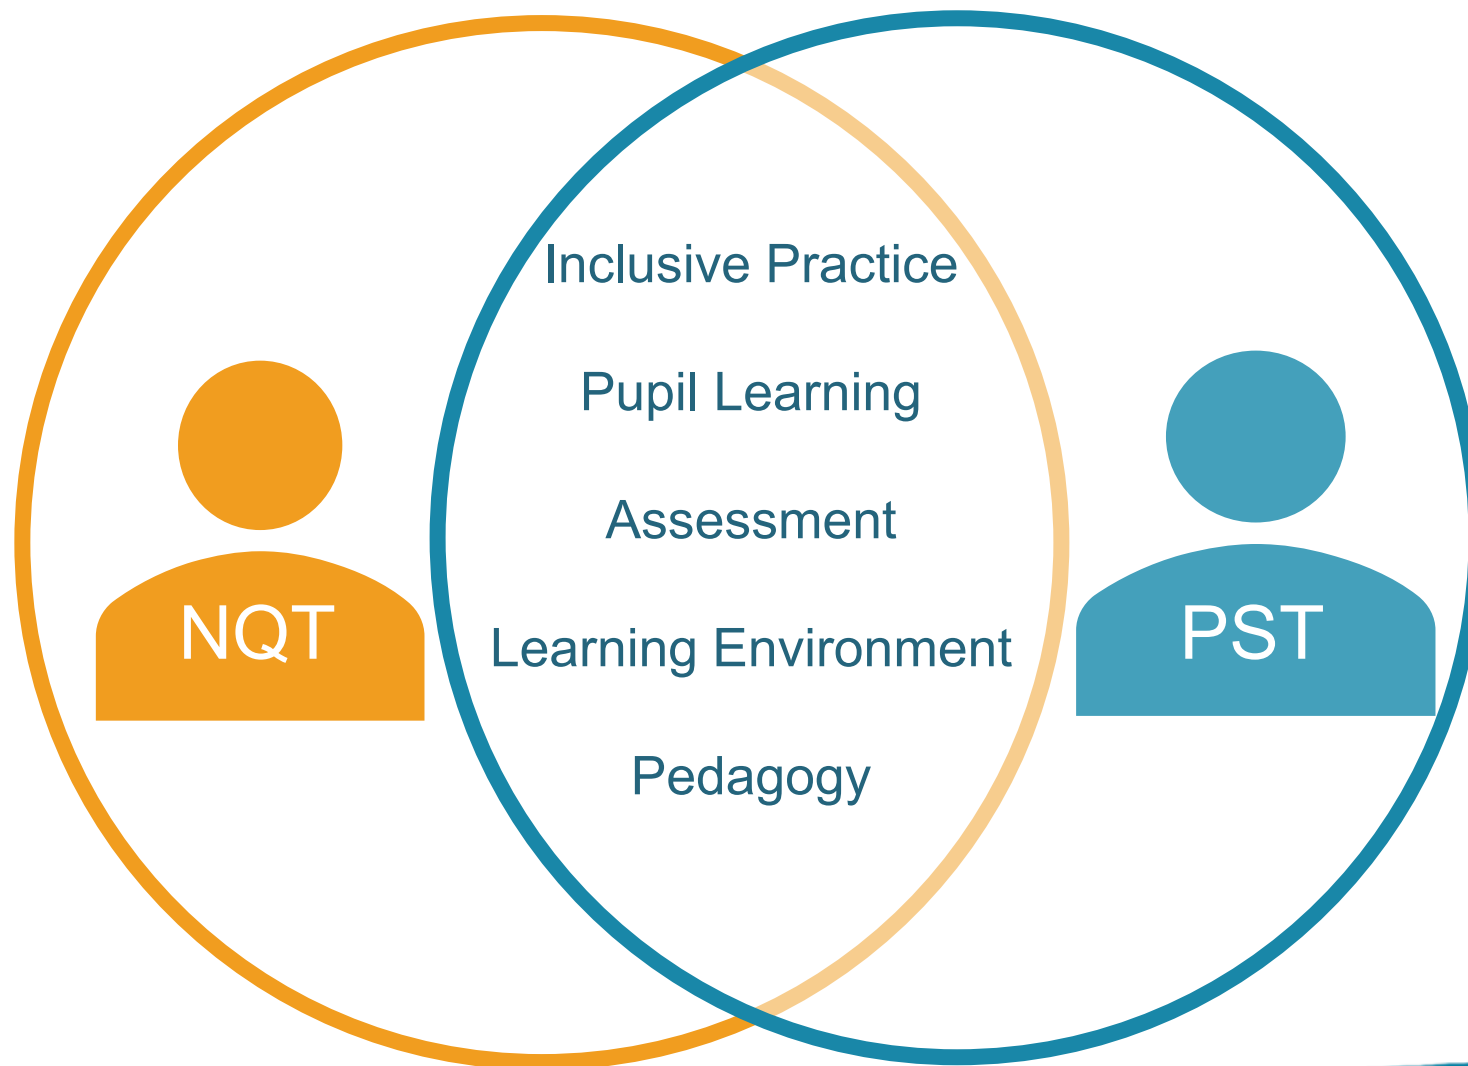 Inclusive Practice
Pupil Learning
Assessment
NQT
Learning Environment
PST
Pedagogy